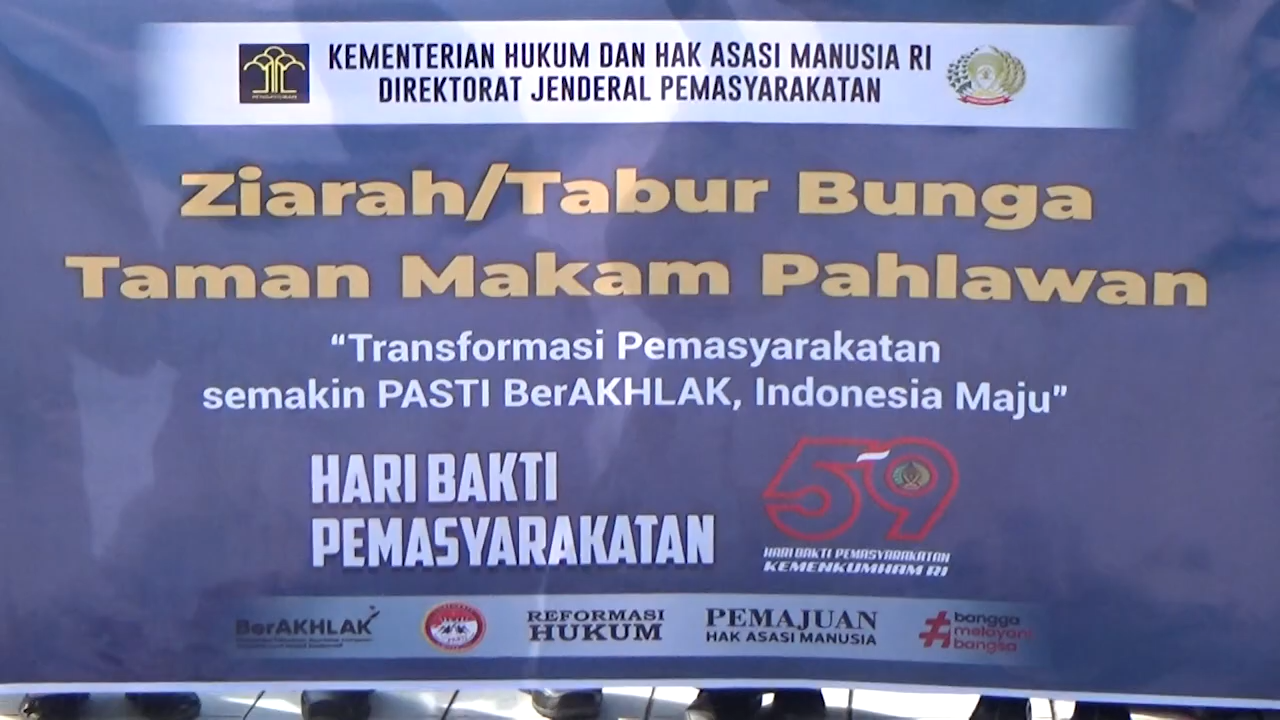 KEMENTERIAN HUKUM DAN HAK ASASI MANUSIA RI
DIREKTORAT JENDERAL PEMASYARAKATAN
Ziarah/Tabur Bunga
Taman Makam Pahlawan
“Transformasi Pemasyarakatan
semakin PASTI BerAKHLAK, Indonesia Maju”
HARI BAKTI
PEMASYARAKATAN
59
HARI BAKTI PEMASYARAKATAN
KEMENKUMHAM RI
BerAKHLAK
REFORMASI
HUKUM
PEMAJUAN
HAK ASASI MANUSIA
#bangga
melayani
bangsa